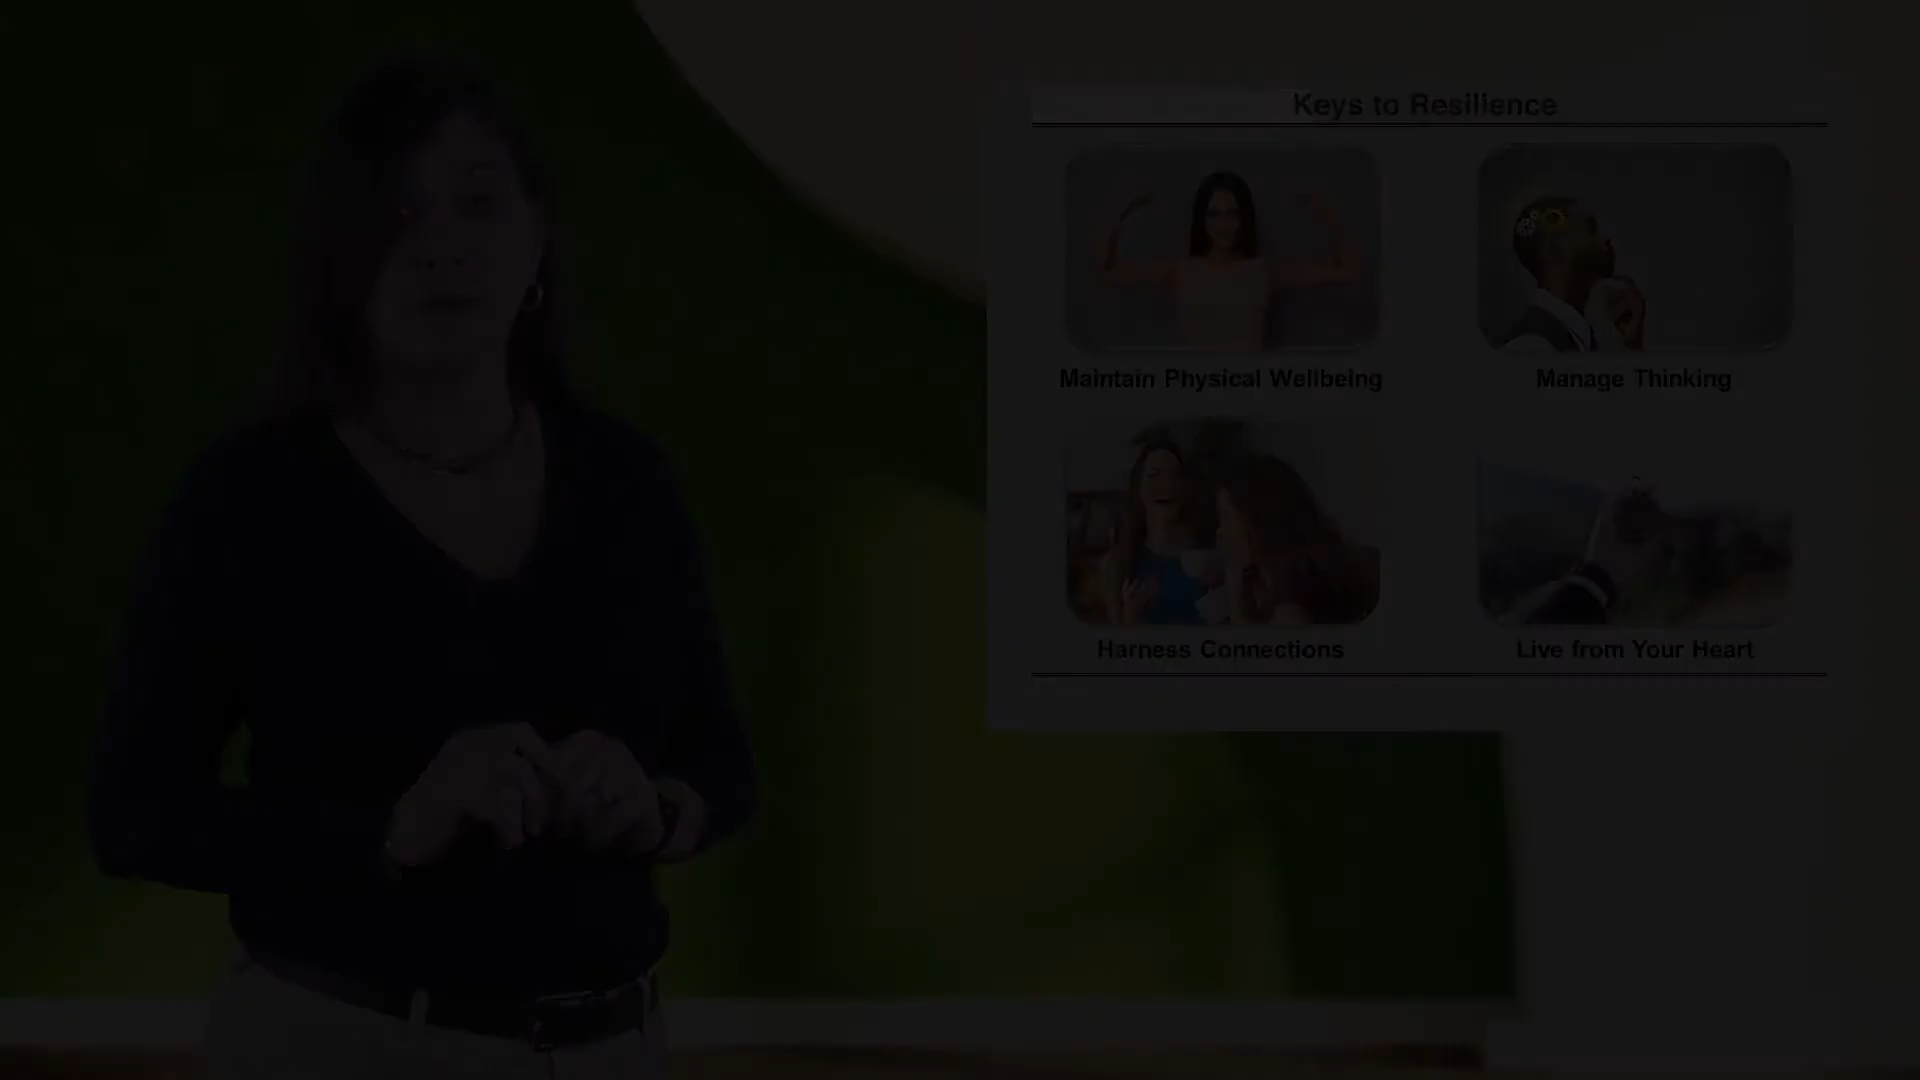 Keys to Resilience
Maintain Physical Wellbeing
Manage Thinking
Harness Connections
Live from Your Heart